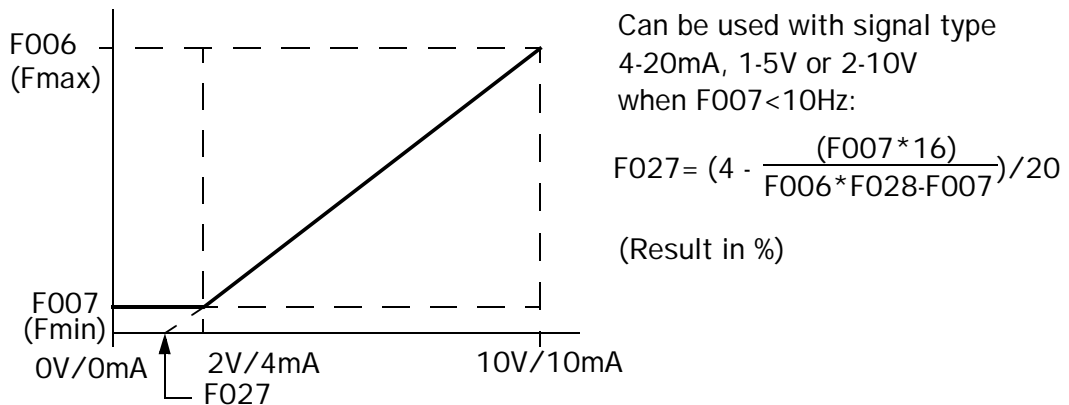 F006
(Fmax)
F007
(Fmin)
0V/0mA
2V/4mA
10V/10mA
F027
Can be used with signal type
4-20mA, 1-5V or 2-10V
when F007<10Hz:
F027= (4 - (F007*16)/F006*F028-F007)/20
(Result in %)